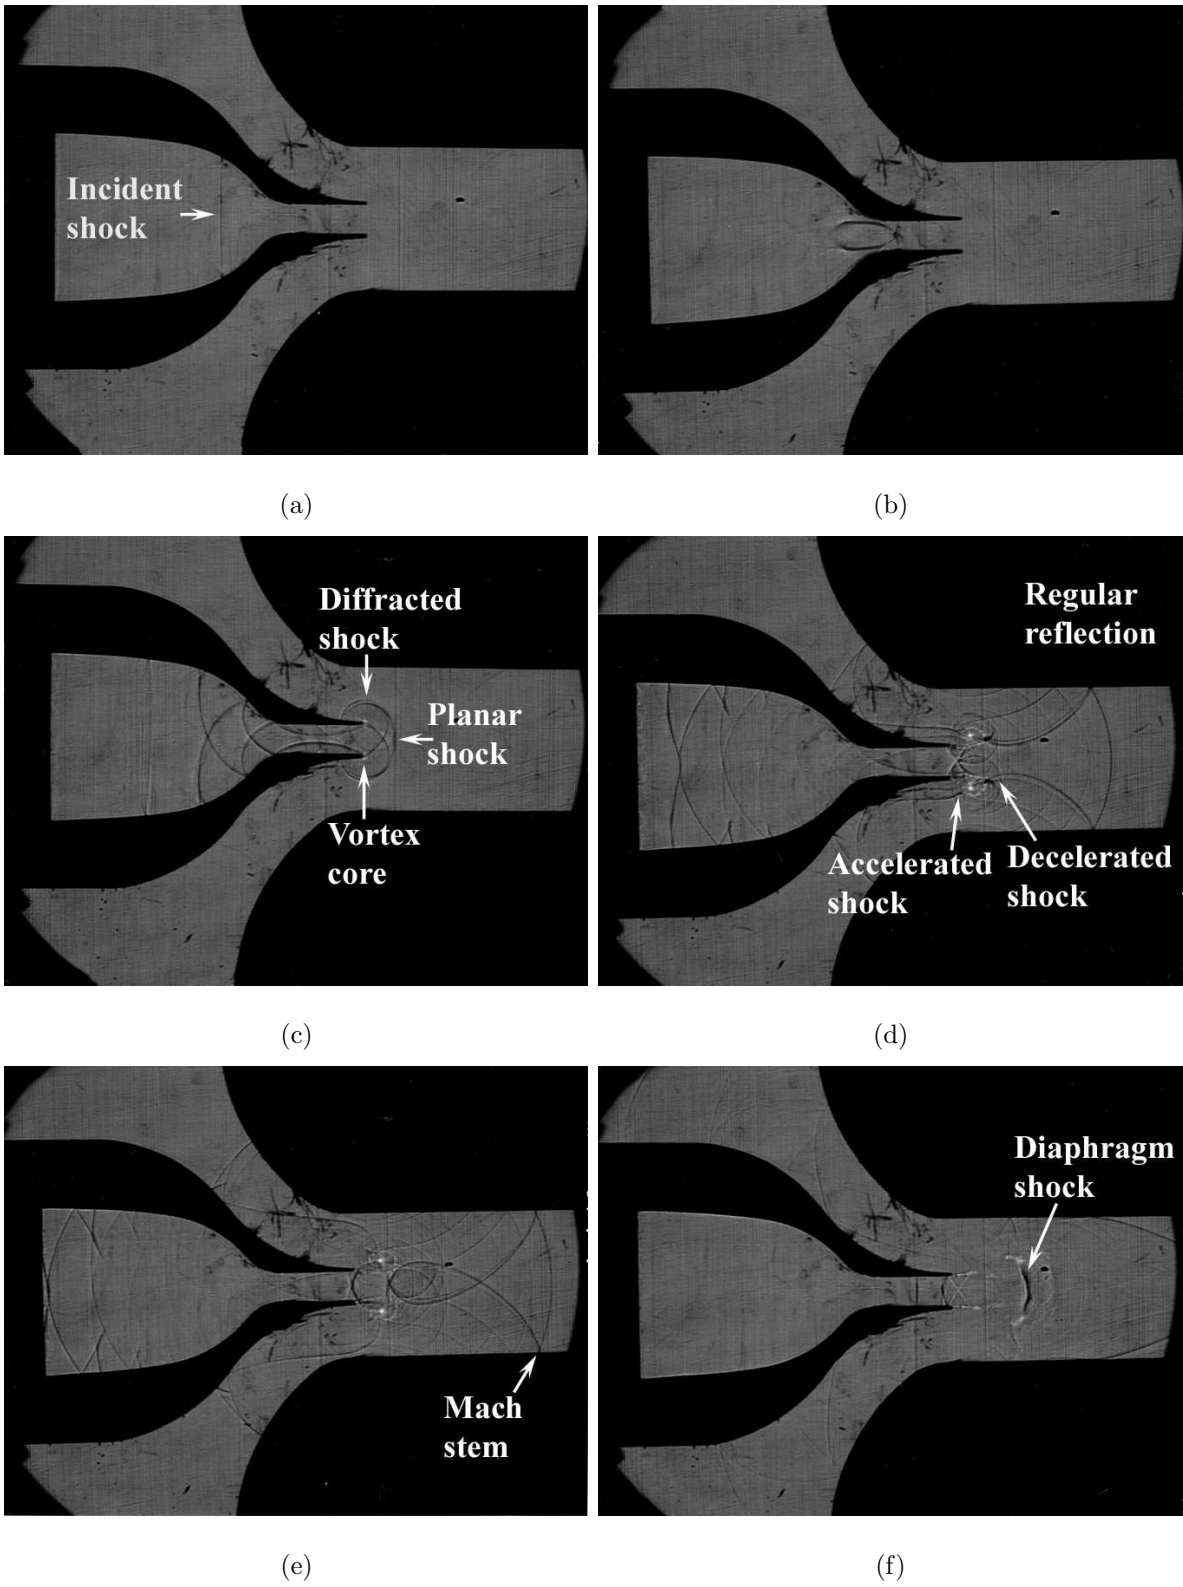 Incident
shock
(a)
(b)
Diffracted
shock
Planar
shock
Vortex
core
(c)
Regular
reflection
Accelerated
shock
Decelerated
shock
(d)
Mach
stem
(e)
Diaphragm
shock
(f)